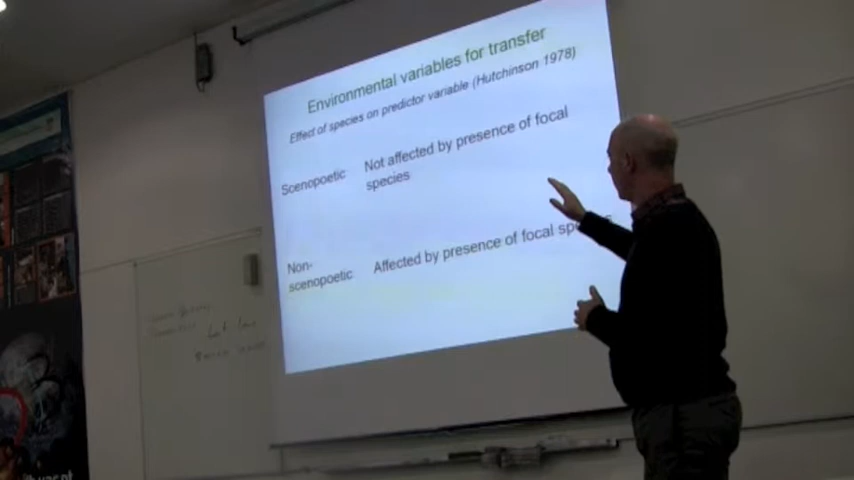 Environmental variables for transfer
Effect of species on predictor variable (Hutchinson 1978)
Scenopoetic
Not affected by presence of focal
species
Non-
scenopoetic
Affected by presence of focal